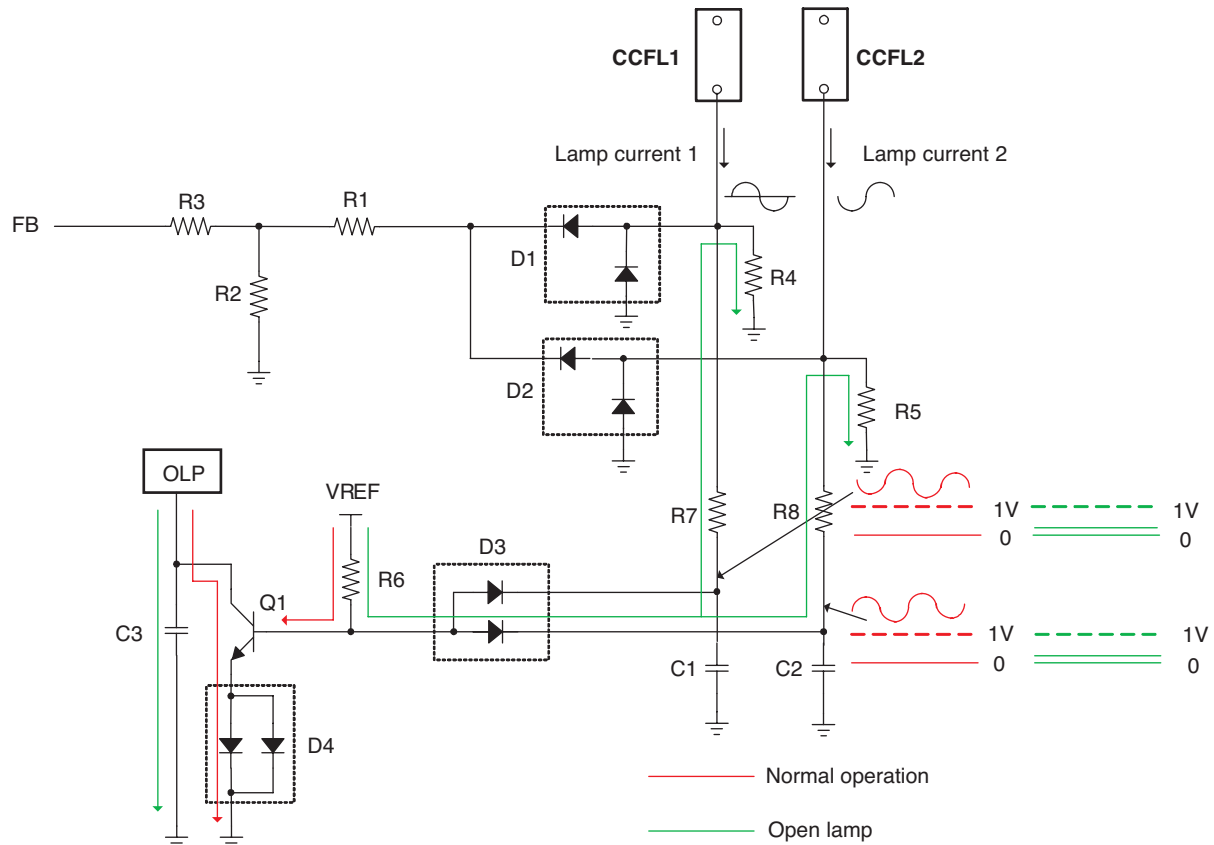 CCFL1
CCFL2
Lamp current 1
Lamp current 2
FB
R3
R1
D1
R4
R2
D2
R5
OLP
VREF
R7
R8
1V
1V
0
0
D3
R6
Q1
C3
1V
1V
0
0
C1
C2
D4
Normal operation
Open lamp